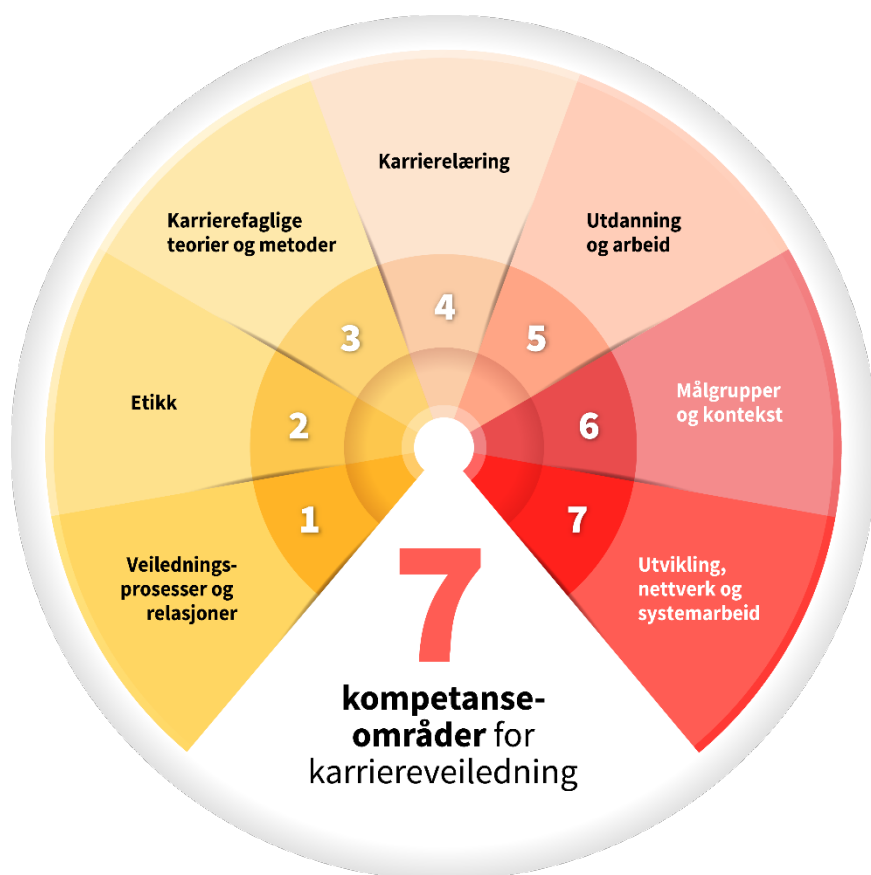 1
Veilednings-
prosesser og
relasjoner
2
Etikk
3
Karrierefaglige
teorier og metoder
4
Karrierelæring
5
Utdanning
og arbeid
6
Målgrupper
og kontekst
7
Utvikling,
nettverk og
systemarbeid
7
kompetanse-
områder for
karriereveiledning